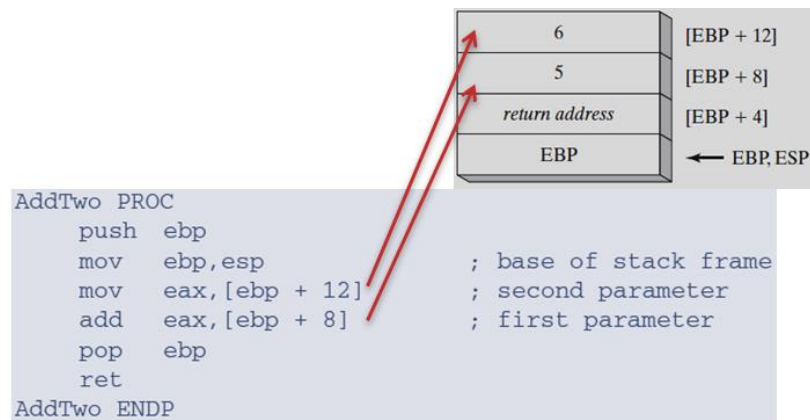 6 [EBP + 12]
5 [EBP + 8]
return address [EBP + 4]
EBP EBP, ESP
AddTwo PROC
push ebp
mov ebp,esp ; base of stack frame
mov eax,[ebp + 12] ; second parameter
add eax,[ebp + 8] ; first parameter
pop ebp
ret
AddTwo ENDP